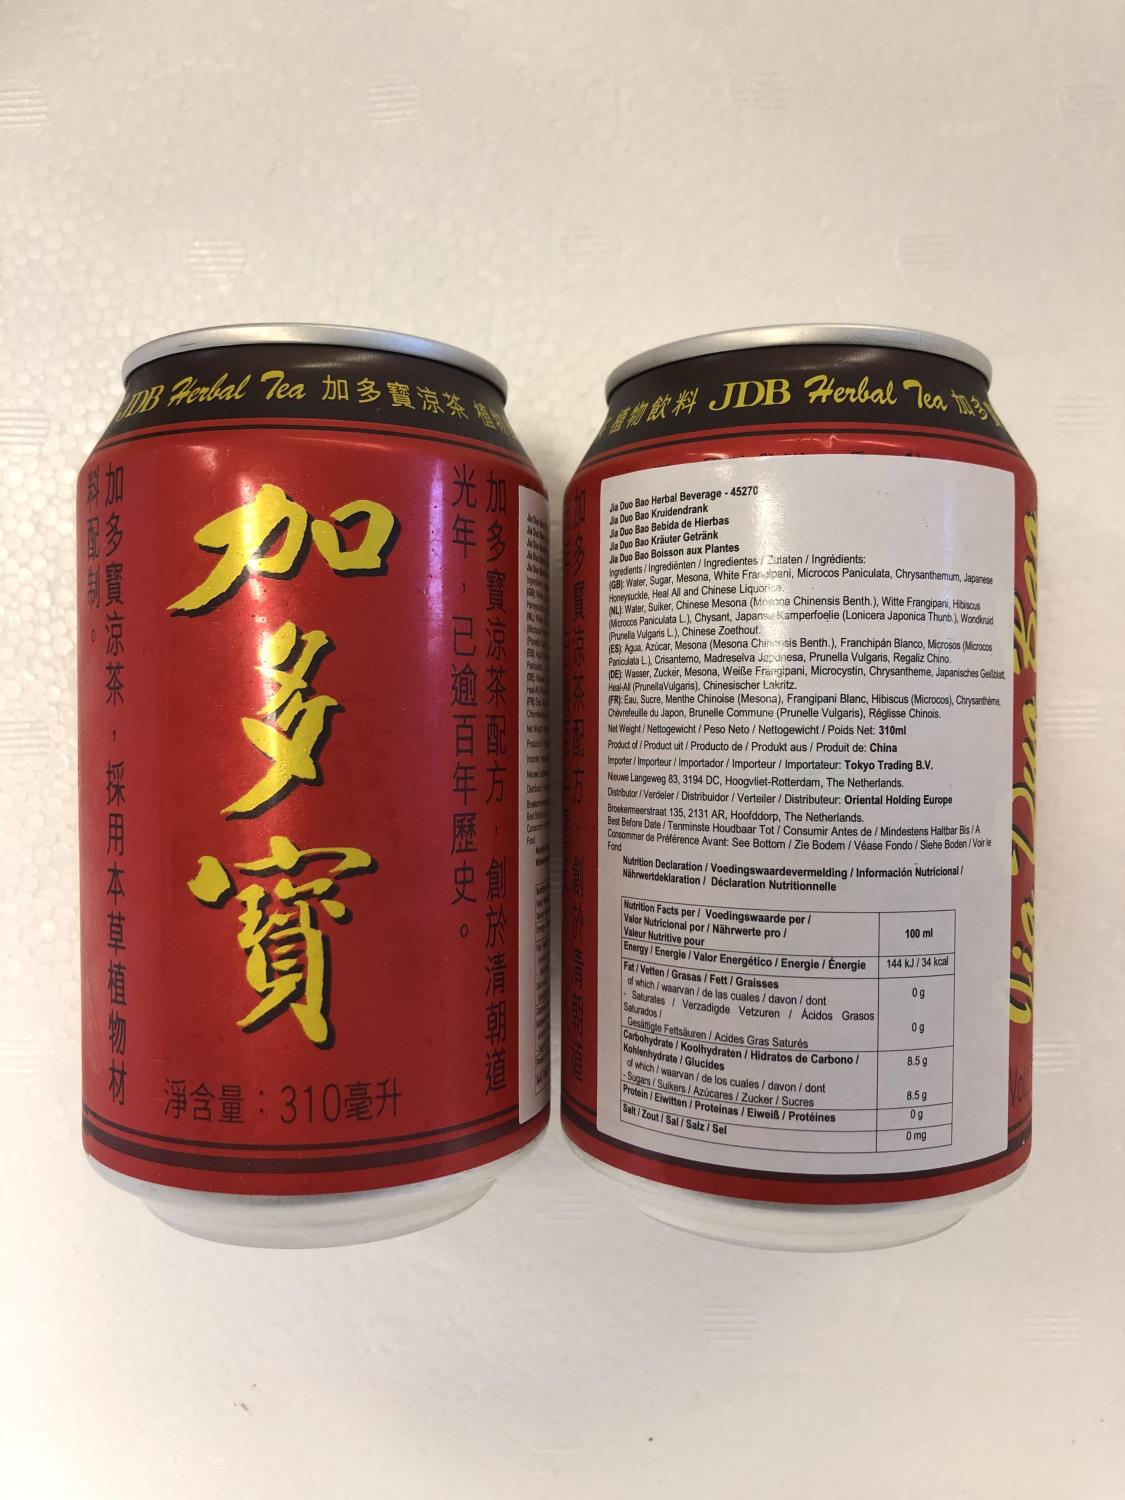 JDB Herbal Tea 加多寶涼茶 植物
加多寶
加多寶涼茶配方，創於清朝道
光年，已逾百年歷史。
加多寶涼茶，採用本草植物材
料配制。
淨含量：310毫升
植物飲料 JDB Herbal Tea 加多
Jia Duo Bao Herbal Beverage - 45270
Jia Duo Bao Kruidendrank
Jia Duo Bao Bebida de Hierbas
Jia Duo Bao Kräuter Getränk
Jia Duo Bao Boisson aux Plantes
Ingredients / Ingrediënten / Ingredientes / Zutaten / Ingrédients:
(GB): Water, Sugar, Mesona, White Frangipani, Microcos Paniculata, Chrysanthemum, Japanese
Honeysuckle, Heal All and Chinese Liquorice.
(NL): Water, Suiker, Chinese Mesona (Mesona Chinensis Benth.), Witte Frangipani, Hibiscus
(Microcos Paniculata L.), Chysant, Japanse Kamperfoelie (Lonicera Japonica Thunb.), Wondkruid
(Prunella Vulgaris L.), Chinese Zoethout.
(ES): Agua, Azúcar, Mesona (Mesona Chinensis Benth.), Franchipán Blanco, Microsos (Microcos
Paniculata L.), Crisantemo, Madreselva Japonesa, Prunella Vulgaris, Regaliz Chino.
(DE): Wasser, Zucker, Mesona, Weiße Frangipani, Microcystin, Chrysantheme, Japanisches Geißblatt,
Heal-All (PrunellaVulgaris), Chinesischer Lakritz.
(FR): Eau, Sucre, Menthe Chinoise (Mesona), Frangipani Blanc, Hibiscus (Microcos), Chrysanthème,
Chèvrefeuille du Japon, Brunelle Commune (Prunelle Vulgaris), Réglisse Chinois.
Net Weight / Nettogewicht / Peso Neto / Nettogewicht / Poids Net: 310ml
Product of / Product uit / Producto de / Produkt aus / Produit de: China
Importer / Importeur / Importador / Importeur / Importateur: Tokyo Trading B.V.
Nieuwe Langeweg 83, 3194 DC, Hoogvliet-Rotterdam, The Netherlands.
Distributor / Verdeler / Distribuidor / Verteiler / Distributeur: Oriental Holding Europe
Broekermeerstraat 135, 2131 AR, Hoofddorp, The Netherlands.
Best Before Date / Tenminste Houdbaar Tot / Consumir Antes de / Mindestens Haltbar Bis / A
Consommer de Préférence Avant: See Bottom / Zie Bodem / Véase Fondo / Siehe Boden / Voir le
Fond
Nutrition Declaration / Voedingswaardevermelding / Información Nutricional /
Nährwertdeklaration / Déclaration Nutritionnelle
Nutrition Facts per / Voedingswaarde per /
Valor Nutricional por / Nährwerte pro /
Valeur Nutritive pour
100 ml
Energy / Energie / Valor Energético / Energie / Énergie 144 kJ / 34 kcal
Fat / Vetten / Grasas / Fett / Graisses 0 g
of which / waarvan / de las cuales / davon / dont
- Saturates / Verzadigde Vetzuren / Ácidos Grasos
Saturados /
Gesättigte Fettsäuren / Acides Gras Saturés 0 g
Carbohydrate / Koolhydraten / Hidratos de Carbono /
Kohlenhydrate / Glucides 8.5 g
of which / waarvan / de los cuales / davon / dont
- Sugars / Suikers / Azúcares / Zucker / Sucres 8.5 g
Protein / Eiwitten / Proteínas / Eiweiß / Protéines 0 g
Salt / Zout / Sal / Salz / Sel 0 mg
Jia Duo Bao